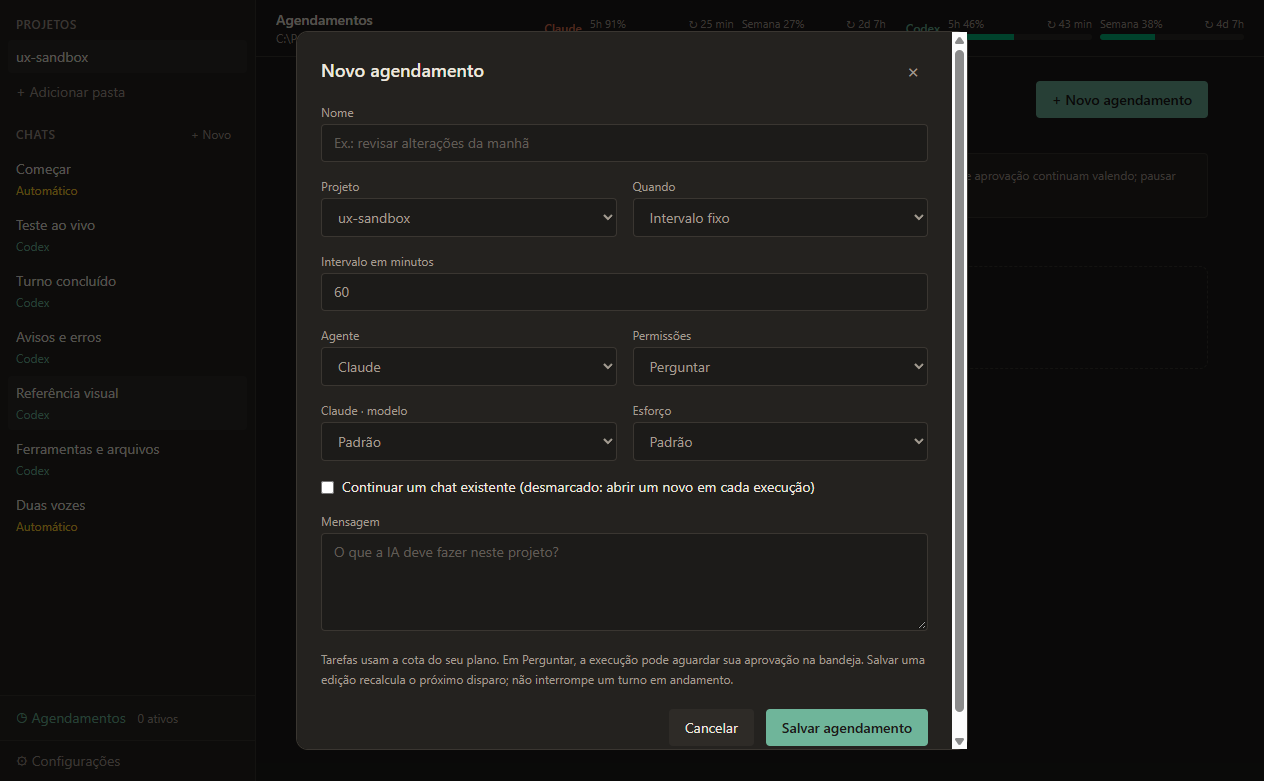 PROJETOS
ux-sandbox
+ Adicionar pasta
CHATS
+ Novo
Começar
Automático
Teste ao vivo
Codex
Turno concluído
Codex
Avisos e erros
Codex
Referência visual
Codex
Ferramentas e arquivos
Codex
Duas vozes
Automático
Agendamentos 0 ativos
Configurações
Agendamentos
Claude 5h 91% ↻ 25 min Semana 27% ↻ 2d 7h
Codex 5h 46% ↻ 43 min Semana 38% ↻ 4d 7h
+ Novo agendamento
aprovação continuam valendo; pausar
Novo agendamento
×
Nome
Ex.: revisar alterações da manhã
Projeto
ux-sandbox
Quando
Intervalo fixo
Intervalo em minutos
60
Agente
Claude
Permissões
Perguntar
Claude · modelo
Padrão
Esforço
Padrão
Continuar um chat existente (desmarcado: abrir um novo em cada execução)
Mensagem
O que a IA deve fazer neste projeto?
Tarefas usam a cota do seu plano. Em Perguntar, a execução pode aguardar sua aprovação na bandeja. Salvar uma
edição recalcula o próximo disparo; não interrompe um turno em andamento.
Cancelar
Salvar agendamento